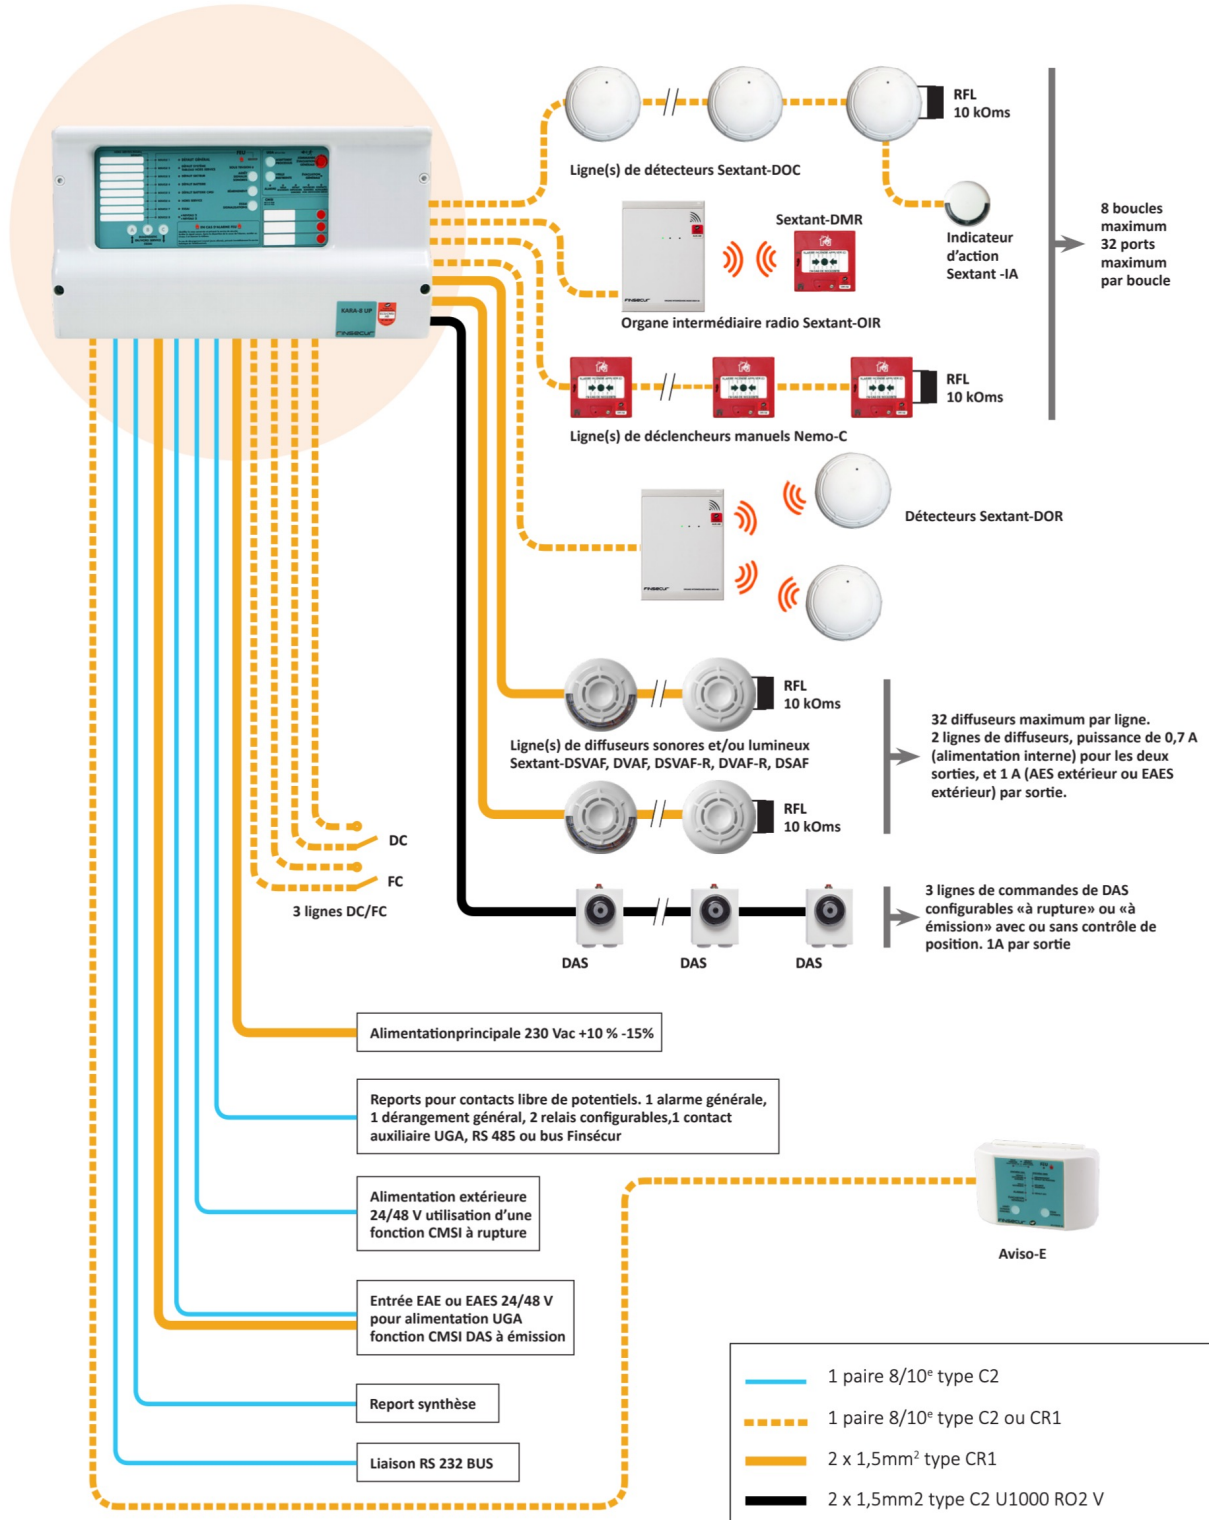 RFL
10 kOms
Ligne(s) de détecteurs Sextant-DOC
Indicateur
d’action
Sextant -IA
8 boucles
maximum
32 ports
maximum
par boucle
Sextant-DMR
FINSECUR
Organe intermédiaire radio Sextant-OIR
KARA-8 UP
FINSECUR
RFL
10 kOms
Ligne(s) de déclencheurs manuels Nemo-C
Détecteurs Sextant-DOR
FINSECUR
RFL
10 kOms
Ligne(s) de diffuseurs sonores et/ou lumineux
Sextant-DSVAF, DVAF, DSVAF-R, DVAF-R, DSAF
RFL
10 kOms
32 diffuseurs maximum par ligne.
2 lignes de diffuseurs, puissance de 0,7 A
(alimentation interne) pour les deux
sorties, et 1 A (AES extérieur ou EAES
extérieur) par sortie.
DC
FC
3 lignes DC/FC
DAS
DAS
DAS
3 lignes de commandes de DAS
configurables «à rupture» ou «à
émission» avec ou sans contrôle de
position. 1A par sortie
Alimentationprincipale 230 Vac +10 % -15%
Reports pour contacts libre de potentiels. 1 alarme générale,
1 dérangement général, 2 relais configurables,1 contact
auxiliaire UGA, RS 485 ou bus Finsécur
Alimentation extérieure
24/48 V utilisation d’une
fonction CMSI à rupture
FINSECUR
Aviso-E
Entrée EAE ou EAES 24/48 V
pour alimentation UGA
fonction CMSI DAS à émission
Report synthèse
Liaison RS 232 BUS
1 paire 8/10ᵉ type C2
1 paire 8/10ᵉ type C2 ou CR1
2 x 1,5mm² type CR1
2 x 1,5mm2 type C2 U1000 RO2 V